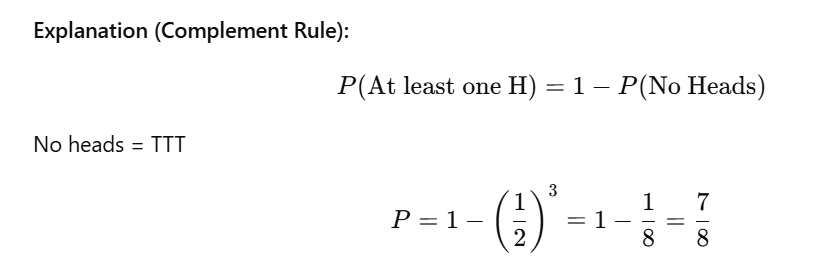 Explanation (Complement Rule):
P(At least one H) = 1 − P(No Heads)
No heads = TTT
P = 1 − (1/2)³ = 1 − 1/8 = 7/8